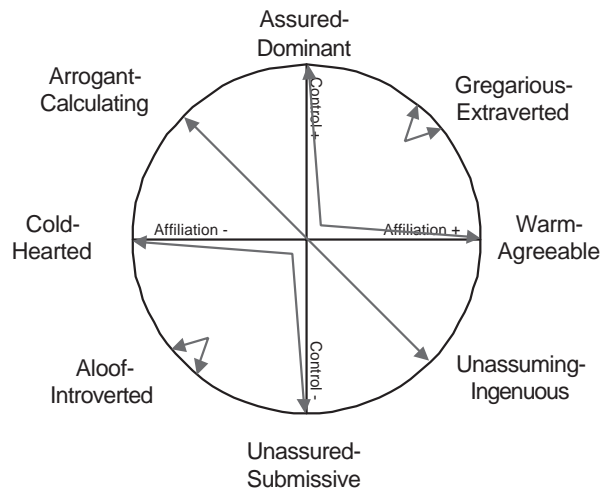 Assured-
Dominant
Arrogant-
Calculating
Gregarious-
Extraverted
Control +
Cold-
Hearted
Affiliation -
Affiliation +
Warm-
Agreeable
Aloof-
Introverted
Control -
Unassuming-
Ingenuous
Unassured-
Submissive